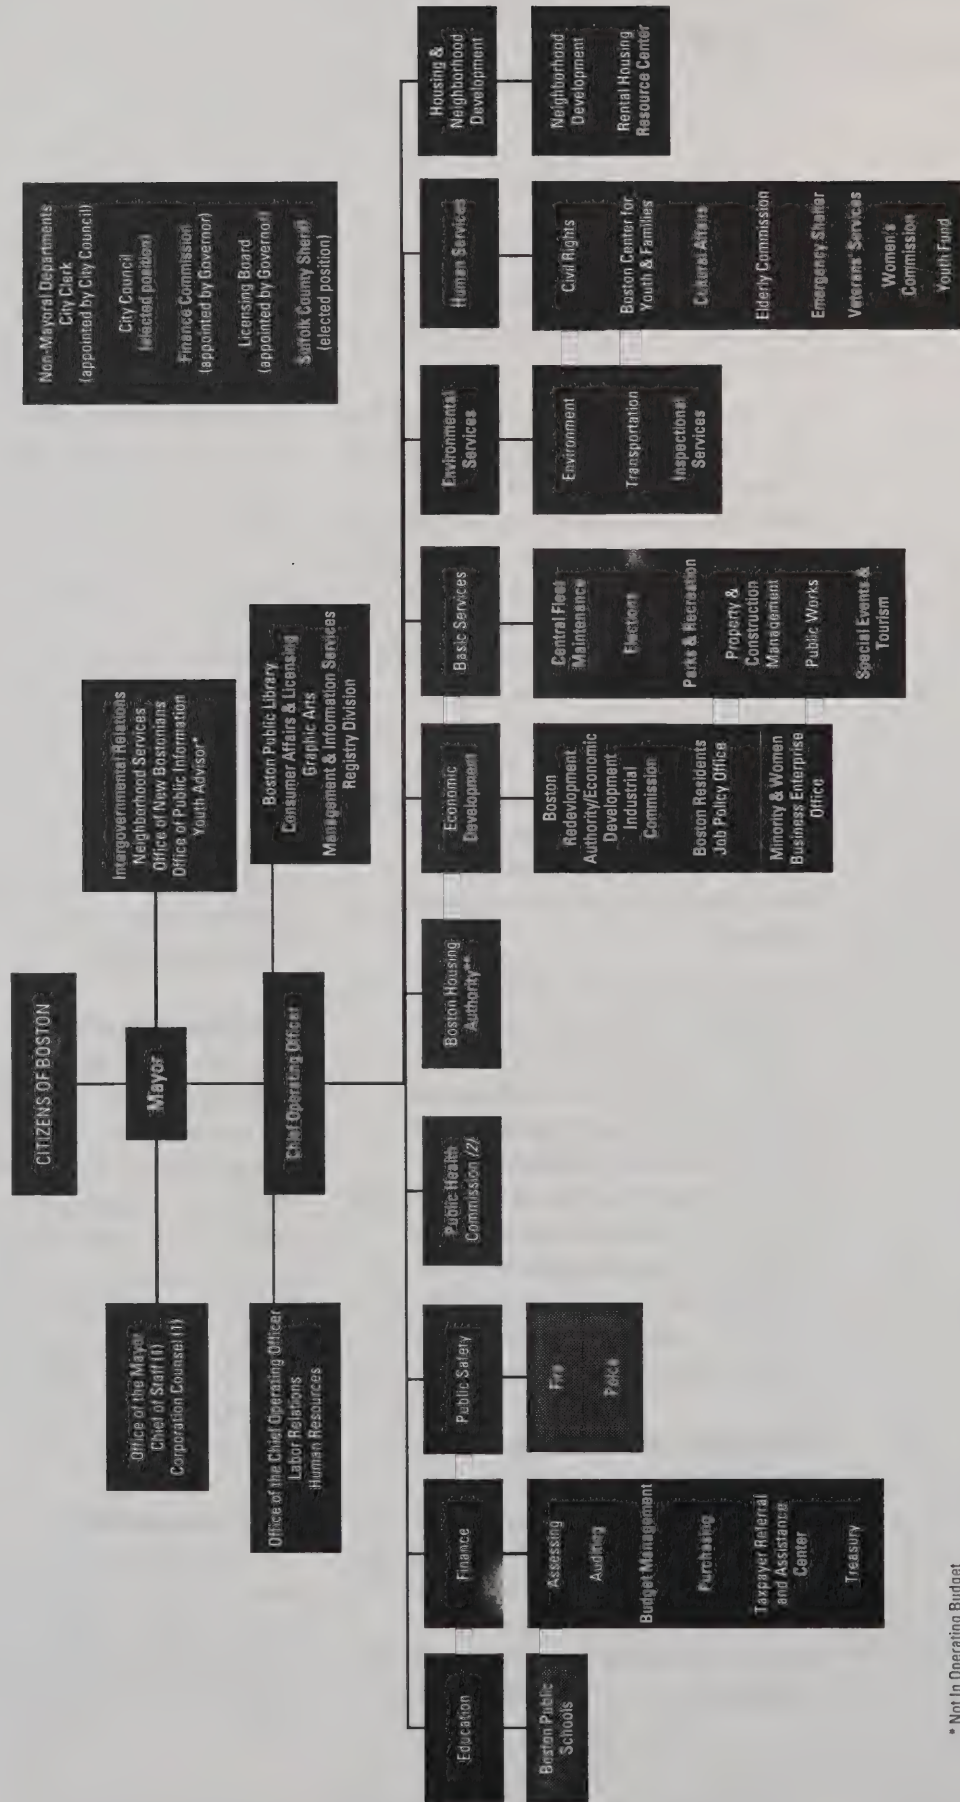 CITIZENS OF BOSTON
Mayor
Office of the Mayor
Chief of Staff (1)
Corporation Counsel (1)
Intergovernmental Relations
Neighborhood Services
Office of New Bostonians
Office of Public Information
Youth Advisor*
Non-Mayoral Departments
City Clerk
(appointed by City Council)
City Council
(elected position)
Finance Commission
(appointed by Governor)
Licensing Board
(appointed by Governor)
Suffolk County Sheriff
(elected position)
Chief Operating Officer
Office of the Chief Operating Officer
Labor Relations
Human Resources
Boston Public Library
Consumer Affairs & Licensing
Graphic Arts
Management & Information Services
Registry Division
Education
Finance
Public Safety
Public Health
Commission (2)
Boston Housing
Authority**
Economic
Development
Basic Services
Environmental
Services
Human Services
Housing &
Neighborhood
Development
Boston Public
Schools
Assessing
Auditing
Budget Management
Purchasing
Taxpayer Referral
and Assistance
Center
Treasury
Fire
Police
Boston
Redevlopment
Authority/Economic
Development
Industrial
Commission
Boston Residents
Job Policy Office
Minority & Women
Business Enterprise
Office
Central Fleet
Maintenance
Elections
Parks & Recreation
Property &
Construction
Management
Public Works
Special Events &
Tourism
Environment
Transportation
Inspectional
Services
Civil Rights
Boston Center for
Youth & Families
Cultural Affairs
Elderly Commission
Emergency Shelter
Veterans' Services
Women's
Commission
Youth Fund
Neighborhood
Development
Rental Housing
Resource Center
* Not In Operating Budget